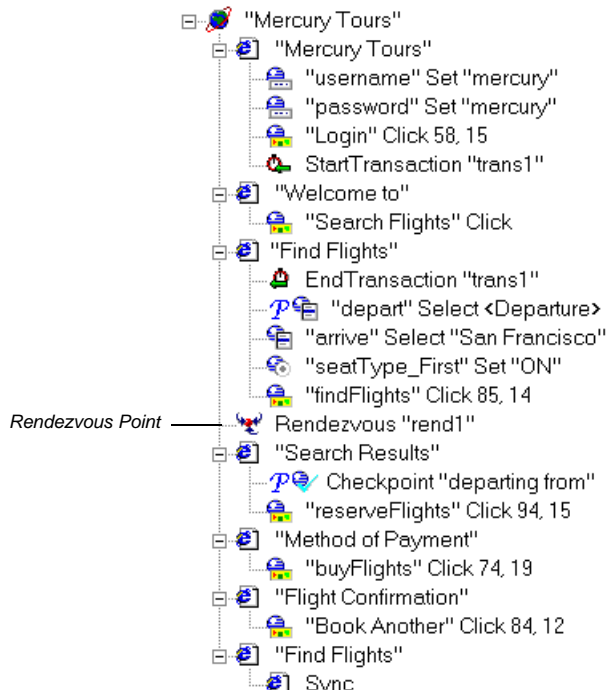 "Mercury Tours"
"Mercury Tours"
"username" Set "mercury"
"password" Set "mercury"
"Login" Click 58, 15
StartTransaction "trans1"
"Welcome to"
"Search Flights" Click
"Find Flights"
EndTransaction "trans1"
"depart" Select <Departure>
"arrive" Select "San Francisco"
"seatType_First" Set "ON"
"findFlights" Click 85, 14
Rendezvous Point Rendezvous "rend1"
"Search Results"
Checkpoint "departing from"
"reserveFlights" Click 94, 15
"Method of Payment"
"buyFlights" Click 74, 19
"Flight Confirmation"
"Book Another" Click 84, 12
"Find Flights"
Sync